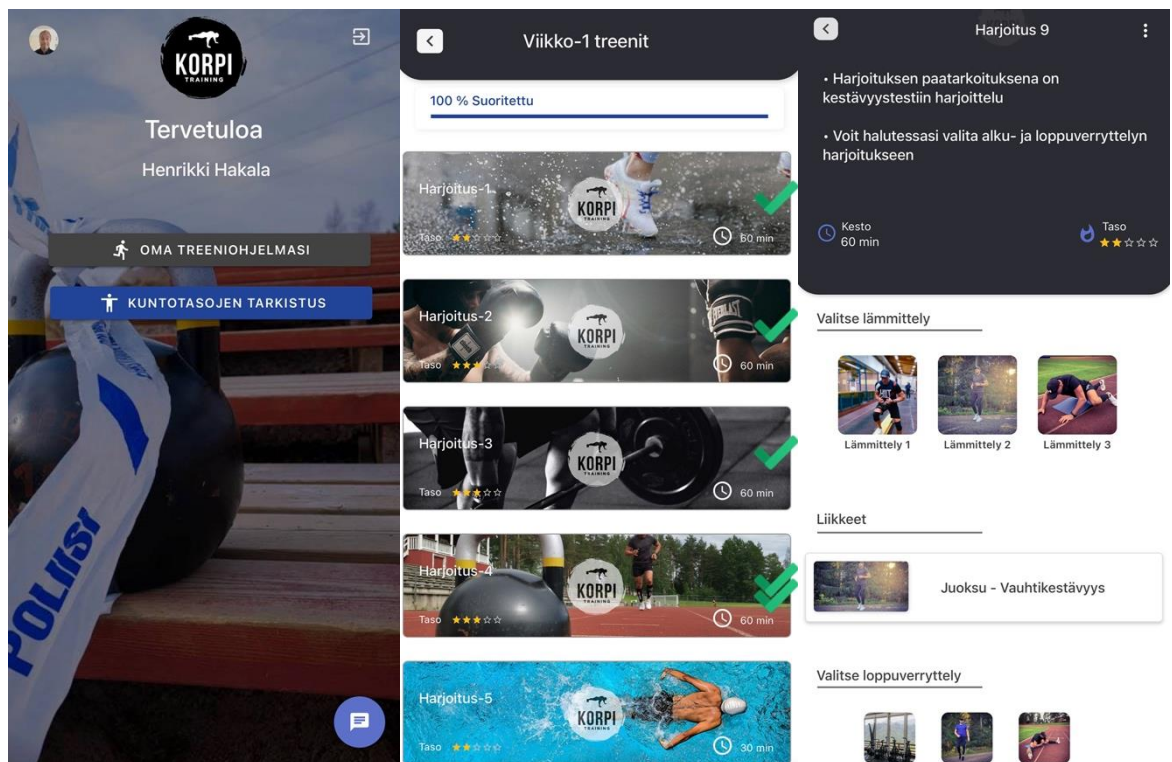 KORPI
TRAINING
Tervetuloa
Henrikki Hakala
OMA TREENIOHJELMASI
KUNTOTASOJEN TARKISTUS
POLIISI
Viikko-1 treenit
100 % Suoritettu
Harjoitus-1
KORPI
TRAINING
Taso
60 min
Harjoitus-2
EVERLAST
KORPI
TRAINING
Taso
60 min
Harjoitus-3
KORPI
TRAINING
Taso
60 min
Harjoitus-4
KORPI
TRAINING
Taso
60 min
Harjoitus-5
KORPI
TRAINING
Taso
30 min
Harjoitus 9
• Harjoituksen paatarkoituksena on
kestävyystestiin harjoittelu
• Voit halutessasi valita alku- ja loppuverryttelyn
harjoitukseen
Kesto
60 min
Taso
Valitse lämmittely
Lämmittely 1
Lämmittely 2
Lämmittely 3
Liikkeet
Juoksu - Vauhtikestävyys
Valitse loppuverryttely